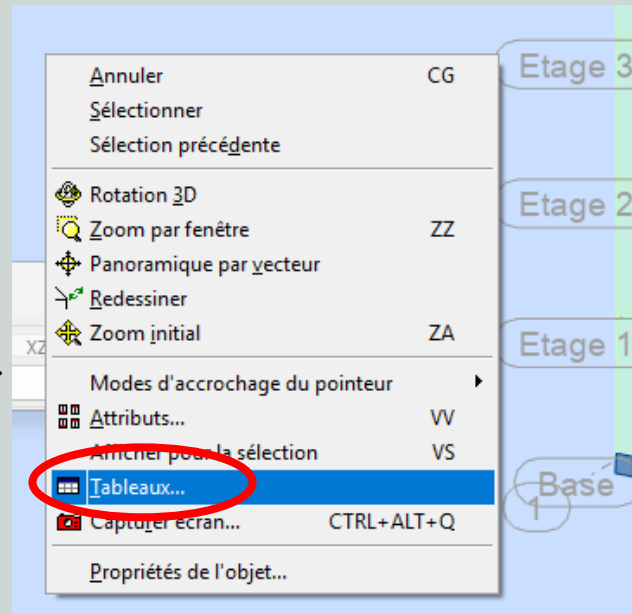 Annuler CG
Etage 3
Sélectionner
Sélection précédente
Rotation 3D
Etage 2
Zoom par fenêtre ZZ
Panoramique par vecteur
Redessiner
XZ
Zoom initial ZA
Etage 1
Modes d'accrochage du pointeur
Attributs... VV
Afficher pour la sélection VS
Tableaux...
Base
1
Capturer écran... CTRL+ALT+Q
Propriétés de l'objet...